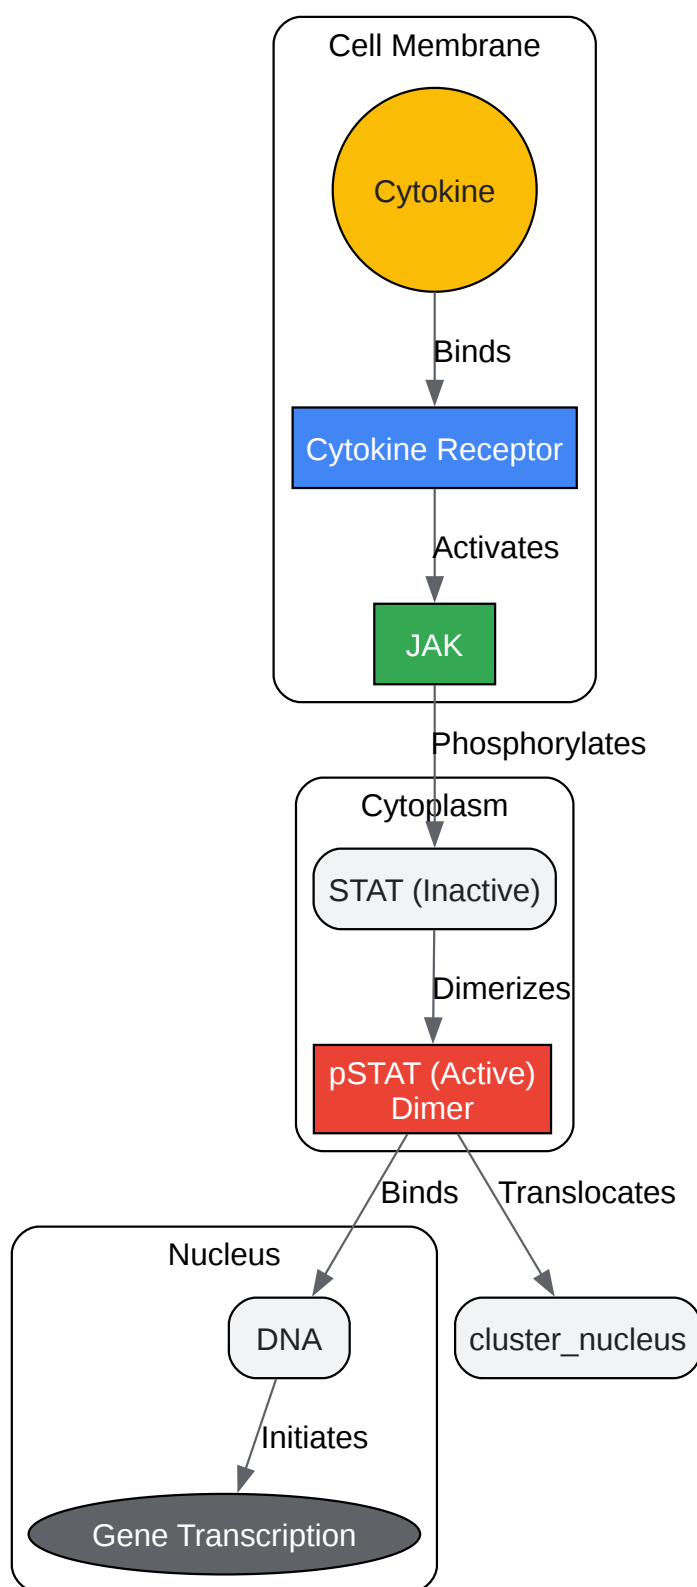 Cell Membrane
Cytokine
Binds
Cytokine Receptor
Activates
JAK
Phosphorylates
Cytoplasm
STAT (Inactive)
Dimerizes
pSTAT (Active)
Dimer
Binds
Translocates
Nucleus
DNA
cluster_nucleus
Initiates
Gene Transcription